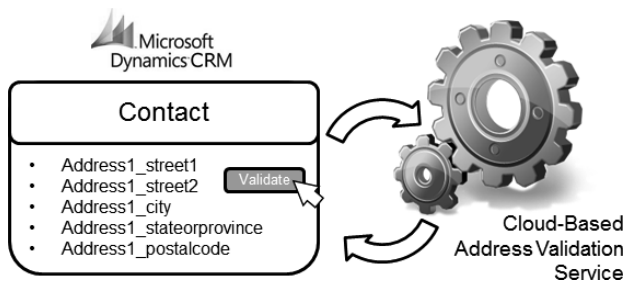 Microsoft
Dynamics CRM
Contact
• Address1_street1
• Address1_street2
• Address1_city
• Address1_stateorprovince
• Address1_postalcode
Validate
Cloud-Based
Address Validation
Service